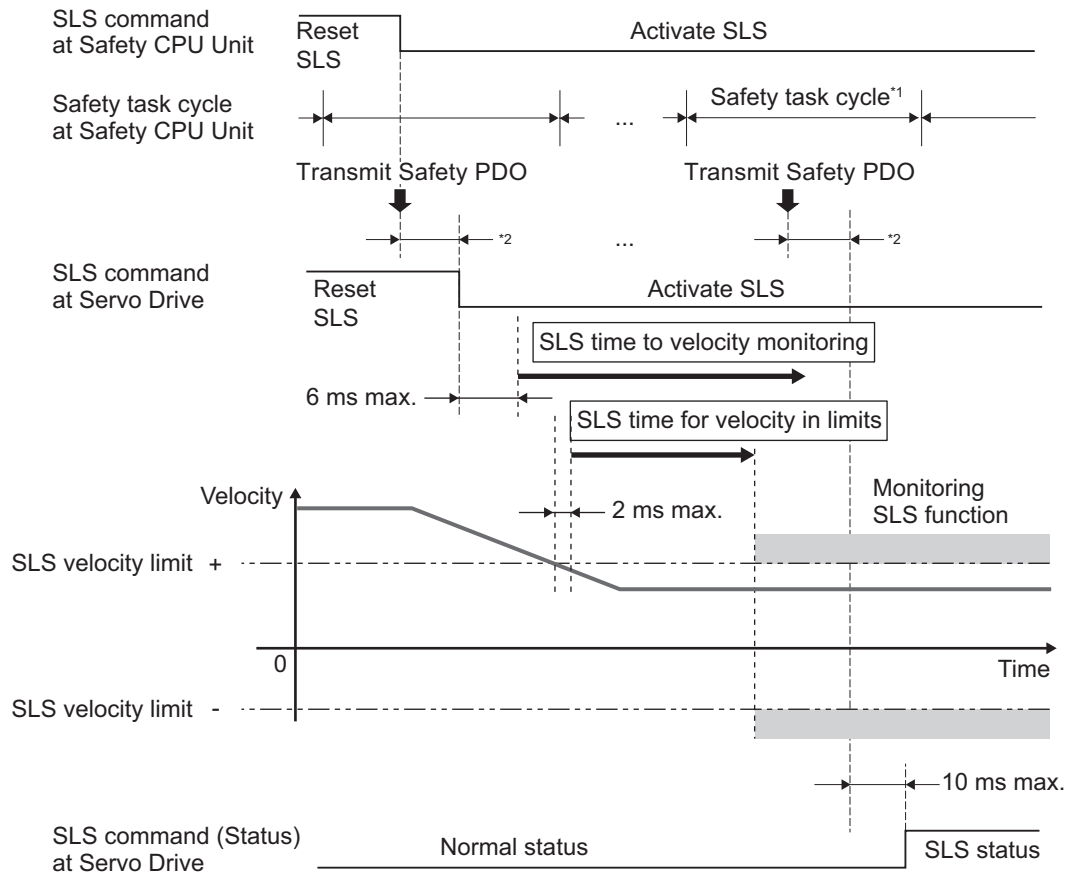 SLS command
at Safety CPU Unit
Reset
SLS
Activate SLS
Safety task cycle
at Safety CPU Unit
...
Safety task cycle*1
Transmit Safety PDO
Transmit Safety PDO
*2
...
*2
SLS command
at Servo Drive
Reset
SLS
Activate SLS
SLS time to velocity monitoring
6 ms max.
SLS time for velocity in limits
Velocity
2 ms max.
Monitoring
SLS function
SLS velocity limit +
0
Time
SLS velocity limit -
10 ms max.
SLS command (Status)
at Servo Drive
Normal status
SLS status